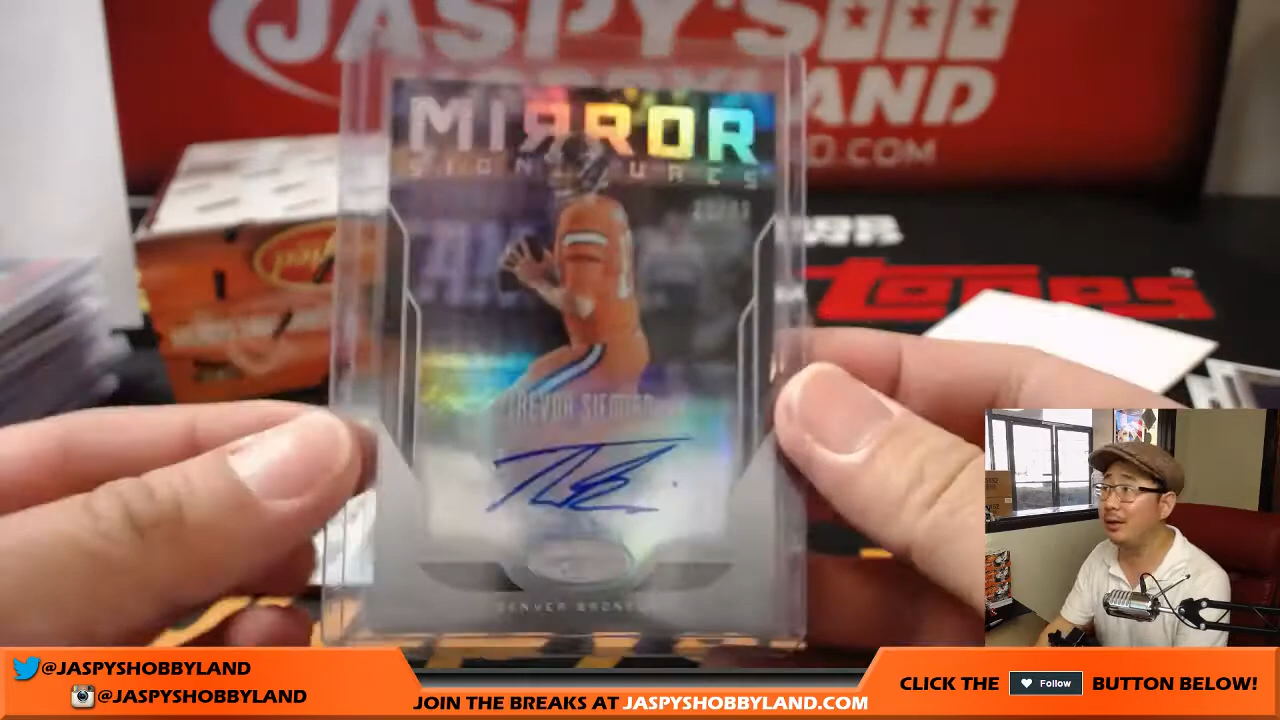 JASPY'S
AND
.COM
MIRROR
SIGNATURES
TREVOR SIEMIAN
DENVER BRONCOS
Topps
@JASPYSHOBBYLAND
@JASPYSHOBBYLAND
JOIN THE BREAKS AT JASPYSHOBBYLAND.COM
CLICK THE Follow BUTTON BELOW!